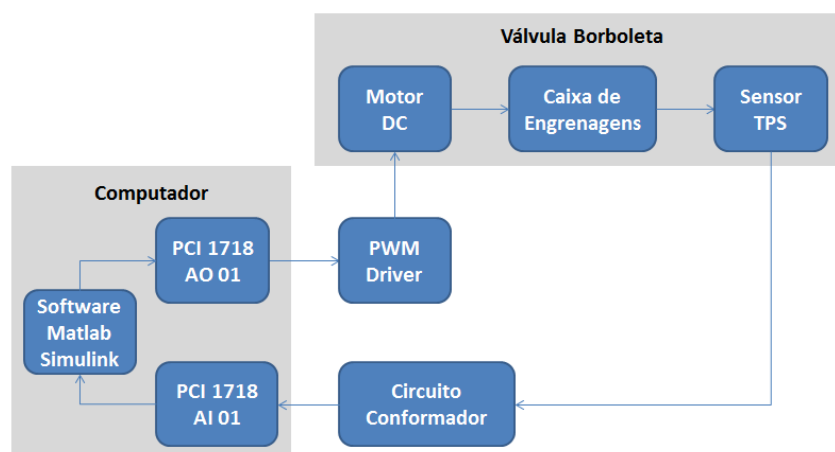 Válvula Borboleta
Motor
DC
Caixa de
Engrenagens
Sensor
TPS
Computador
PCI 1718
AO 01
PWM
Driver
Software
Matlab
Simulink
PCI 1718
AI 01
Circuito
Conformador